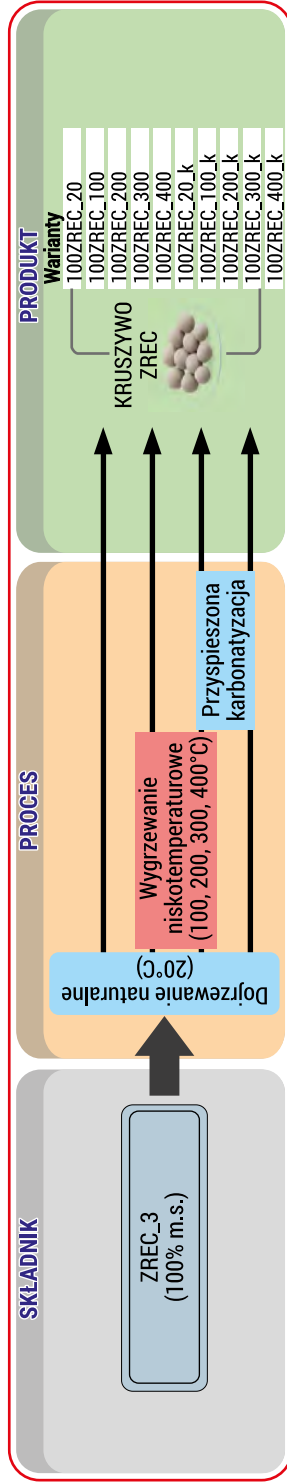 SKŁADNIK
ZREC_3
(100% m.s.)
PROCES
Dojrzewanie naturalne
(20°C)
Wygrzewanie
niskotemperaturowe
(100, 200, 300, 400°C)
Przyspieszona
karbonatyzacja
PRODUKT
KRUSZYWO
ZREC
Warianty
100ZREC_20
100ZREC_100
100ZREC_200
100ZREC_300
100ZREC_400
100ZREC_20_k
100ZREC_100_k
100ZREC_200_k
100ZREC_300_k
100ZREC_400_k